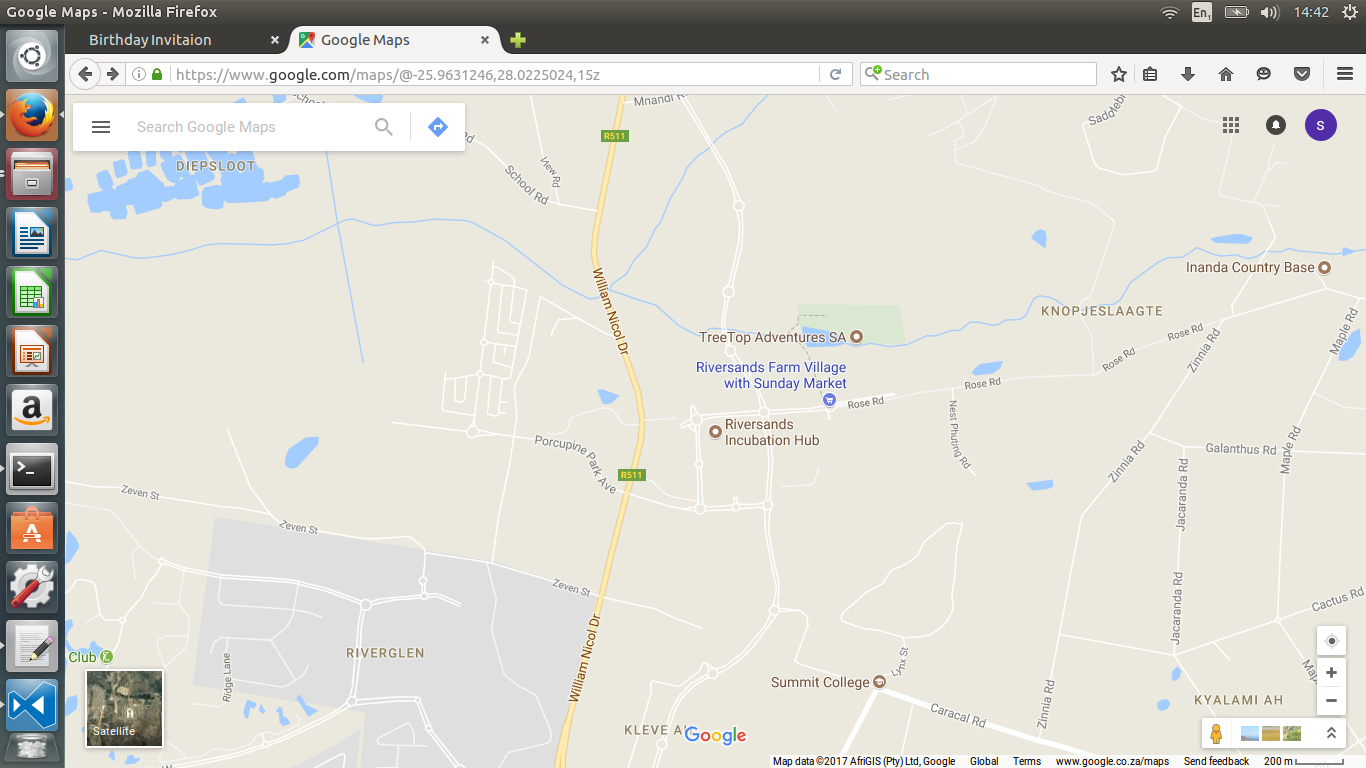 Google Maps - Mozilla Firefox
En1
14:42
Birthday Invitaion
Google Maps
https://www.google.com/maps/@-25.9631246,28.0225024,15z
Search
Search Google Maps
S
Mnandi
R511
DIEPSLOOT
School Rd
View Rd
Rd
William Nicol Dr
Inanda Country Base
KNOPJESLAAGTE
TreeTop Adventures SA
Rose Rd
Zinnia Rd
Maple Rd
Riversands Farm Village
with Sunday Market
Rose Rd
Rose Rd
Rose Rd
Nest Phuting Rd
Riversands
Incubation Hub
Porcupine Park Ave
R511
Galanthus Rd
Maple Rd
Zinnia Rd
Jacaranda Rd
Zeven St
Zeven St
Zeven St
Jacaranda Rd
Cactus Rd
William Nicol Dr
RIVERGLEN
Club
Ridge Lane
Lynx St
Summit College
Caracal Rd
Zinnia Rd
KYALAMI AH
KLEVE
Satellite
Google
Map data ©2017 AfriGIS (Pty) Ltd, Google
Global
Terms
www.google.co.za/maps
Send feedback
200 m